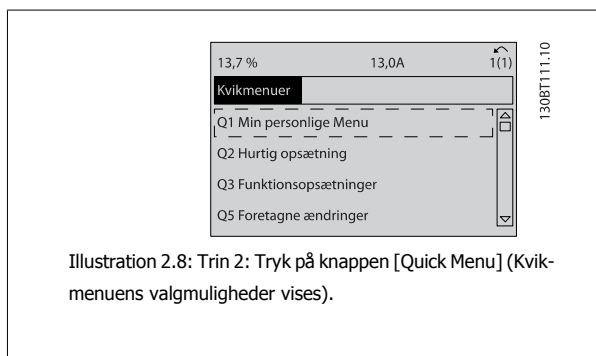 13,7 % 13,0A 1(1)
Kvikmenuer
Q1 Min personlige Menu
Q2 Hurtig opsætning
Q3 Funktionsopsætninger
Q5 Foretagne ændringer
130BT111.10
Illustration 2.8: Trin 2: Tryk på knappen [Quick Menu] (Kvik-
menuens valgmuligheder vises).